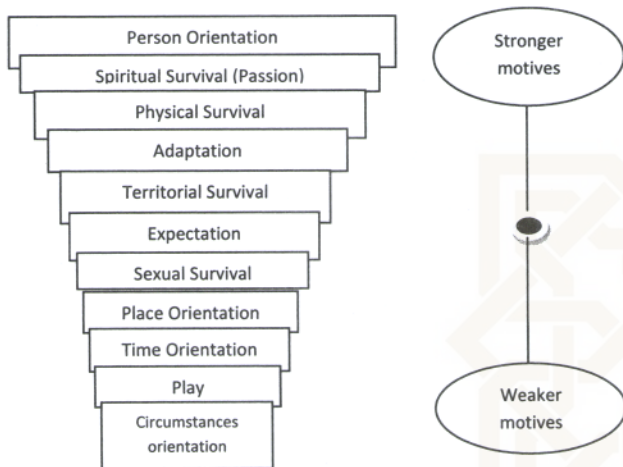 Person Orientation
Spiritual Survival (Passion)
Physical Survival
Adaptation
Territorial Survival
Expectation
Sexual Survival
Place Orientation
Time Orientation
Play
Circumstances
orientation
Stronger
motives
Weaker
motives